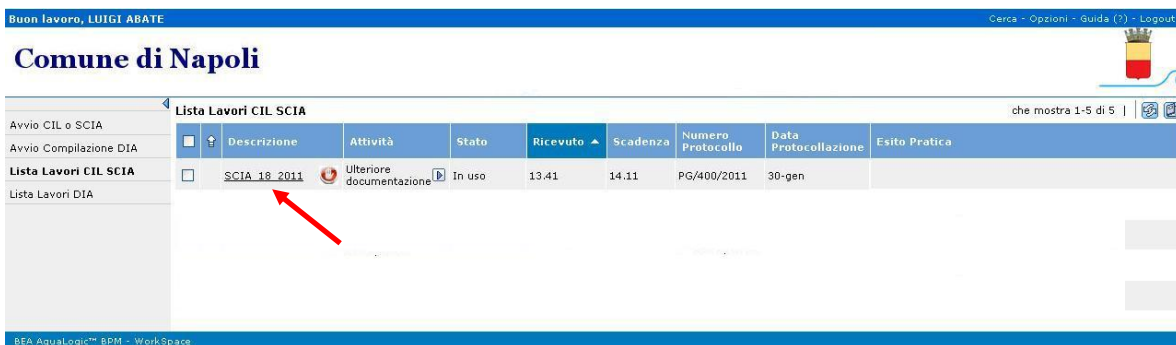 Buon lavoro, LUIGI ABATE
Cerca - Opzioni - Guida (?) - Logout
Comune di Napoli
Lista Lavori CIL SCIA
che mostra 1-5 di 5 |
Avvio CIL o SCIA
Avvio Compilazione DIA
Lista Lavori CIL SCIA
Lista Lavori DIA
Descrizione Attività Stato Ricevuto Scadenza Numero Protocollo Data Protocollazione Esito Pratica
SCIA_18_2011 Ulteriore documentazione In uso 13.41 14.11 PG/400/2011 30-gen
BEA AquaLogic™ BPM - WorkSpace